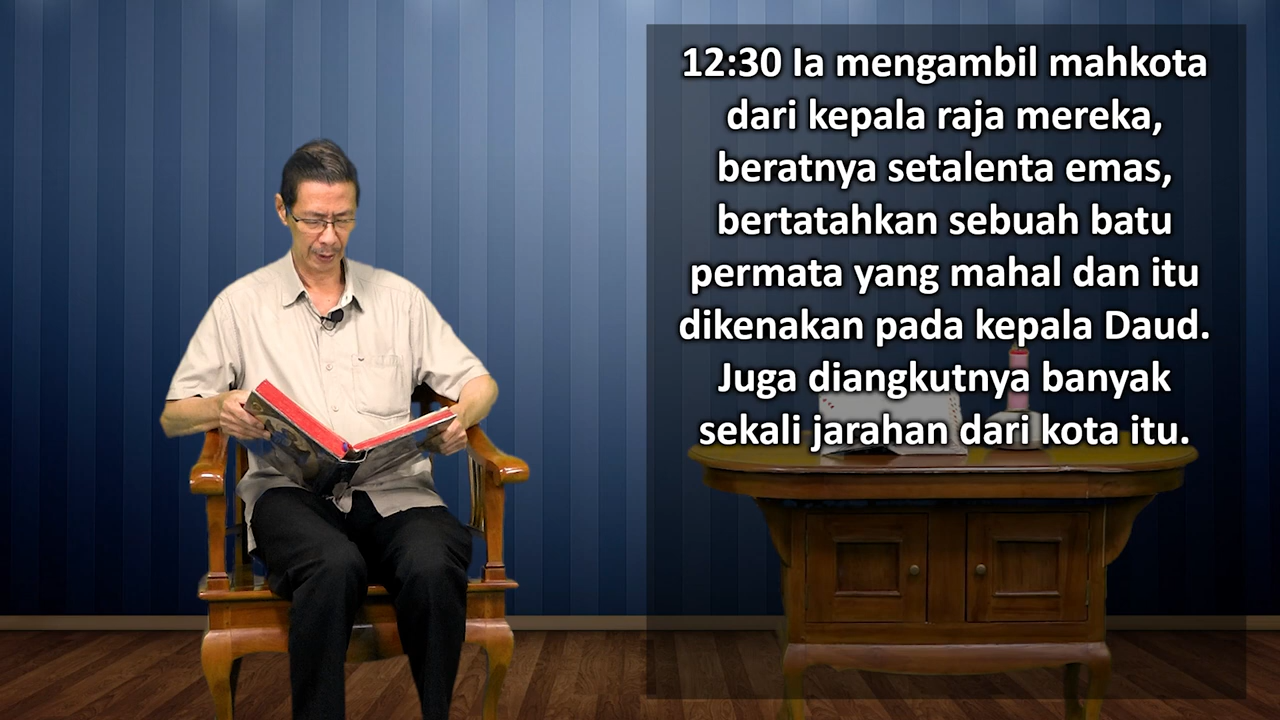 12:30 Ia mengambil mahkota
dari kepala raja mereka,
beratnya setalenta emas,
bertatahkan sebuah batu
permata yang mahal dan itu
dikenakan pada kepala Daud.
Juga diangkutnya banyak
sekali jarahan dari kota itu.